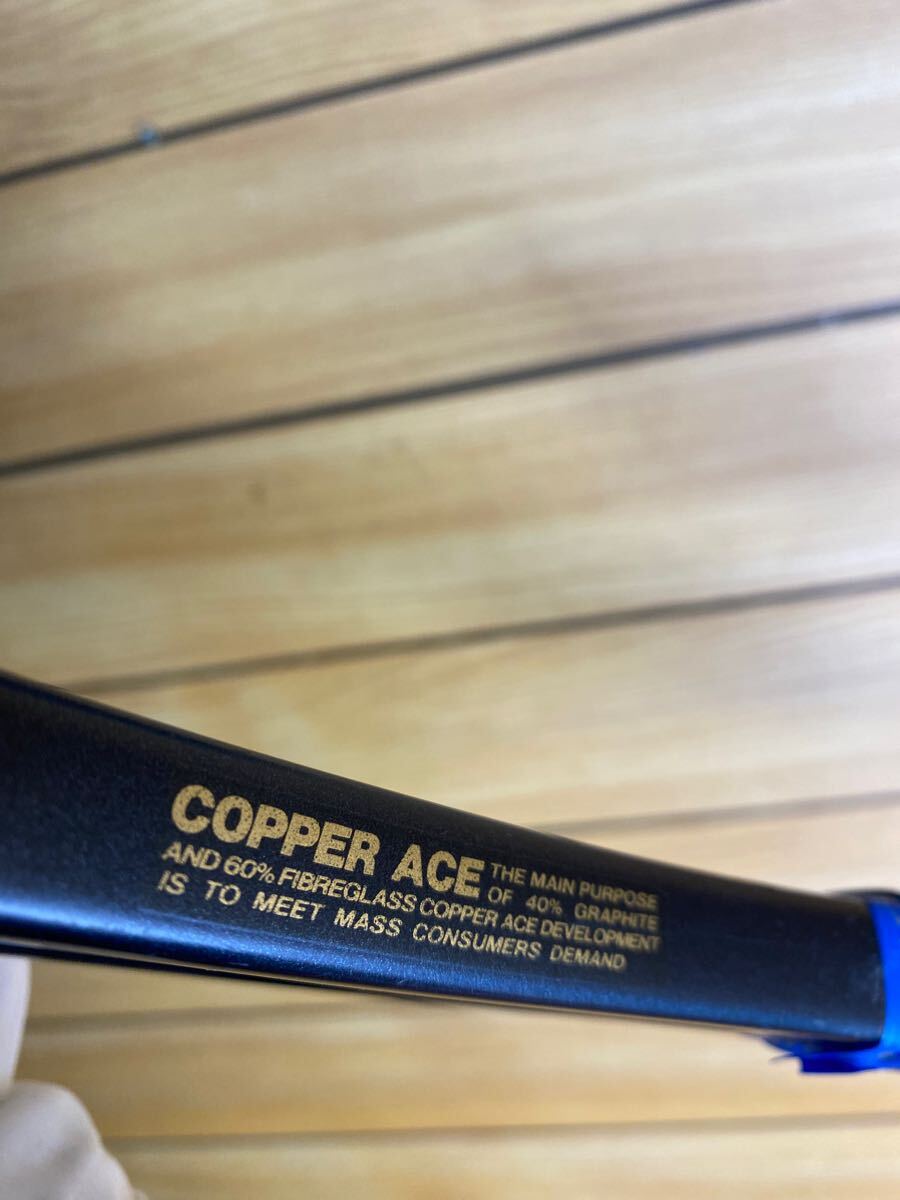 COPPER ACE THE MAIN PURPOSE
OF 40% GRAPHITE
AND 60% FIBREGLASS COPPER ACE DEVELOPMENT
IS TO MEET MASS CONSUMERS DEMAND